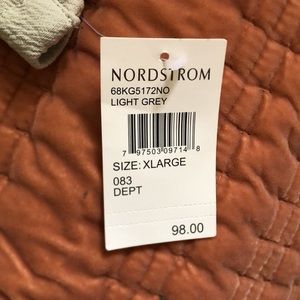 NORDSTROM
68KG5172NO
LIGHT GREY
7 97503 09714 8
SIZE: XLARGE
083
DEPT
98.00